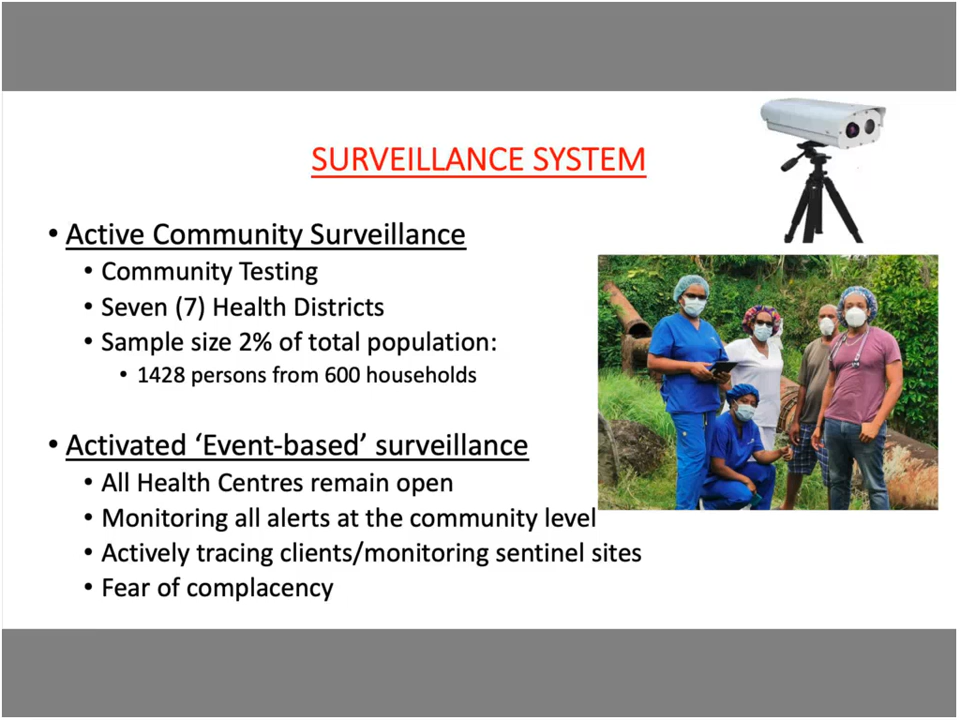 SURVEILLANCE SYSTEM
• Active Community Surveillance
• Community Testing
• Seven (7) Health Districts
• Sample size 2% of total population:
• 1428 persons from 600 households
• Activated ‘Event-based’ surveillance
• All Health Centres remain open
• Monitoring all alerts at the community level
• Actively tracing clients/monitoring sentinel sites
• Fear of complacency